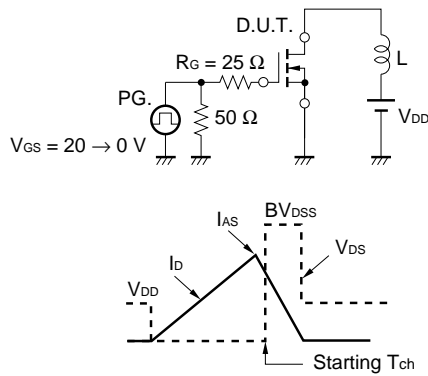 D.U.T.
RG = 25 Ω
L
PG.
50 Ω
VDD
VGS = 20 → 0 V
BVDSS
IAS
ID
VDS
VDD
Starting Tch